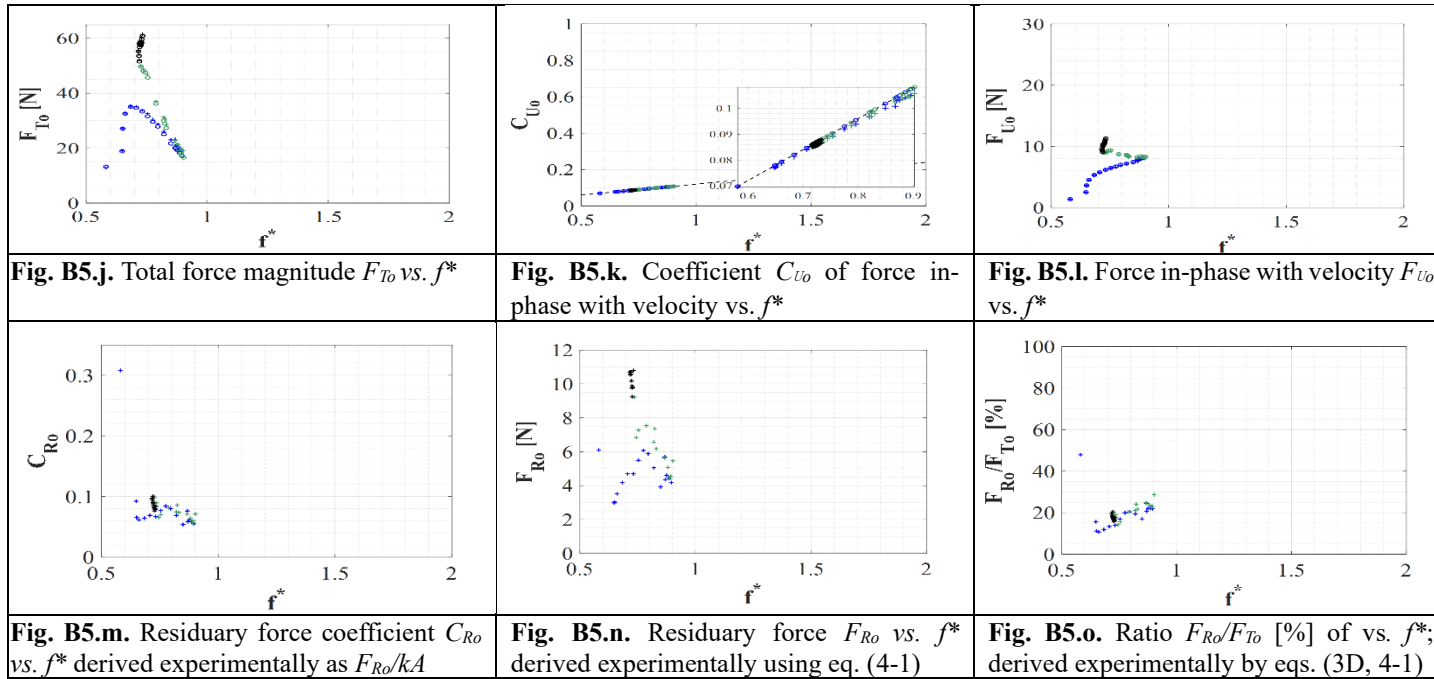 60
40
20
0
F_To [N]
0.5 1 1.5 2
f*
Fig. B5.j. Total force magnitude F_To vs. f*
1
0.8
0.6
0.4
0.2
0
C_Uo
0.1
0.09
0.08
0.07
0.6 0.7 0.8 0.9
0.5 1 1.5 2
f*
Fig. B5.k. Coefficient C_Uo of force in-
phase with velocity vs. f*
30
20
10
0
F_Uo [N]
0.5 1 1.5 2
f*
Fig. B5.l. Force in-phase with velocity F_Uo
vs. f*
0.3
0.2
0.1
0
C_Ro
0.5 1 1.5 2
f*
Fig. B5.m. Residuary force coefficient C_Ro
vs. f* derived experimentally as F_Ro/kA
12
10
8
6
4
2
0
F_Ro [N]
0.5 1 1.5 2
f*
Fig. B5.n. Residuary force F_Ro vs. f*
derived experimentally using eq. (4-1)
100
80
60
40
20
0
F_Ro/F_To [%]
0.5 1 1.5 2
f*
Fig. B5.o. Ratio F_Ro/F_To [%] of vs. f*;
derived experimentally by eqs. (3D, 4-1)